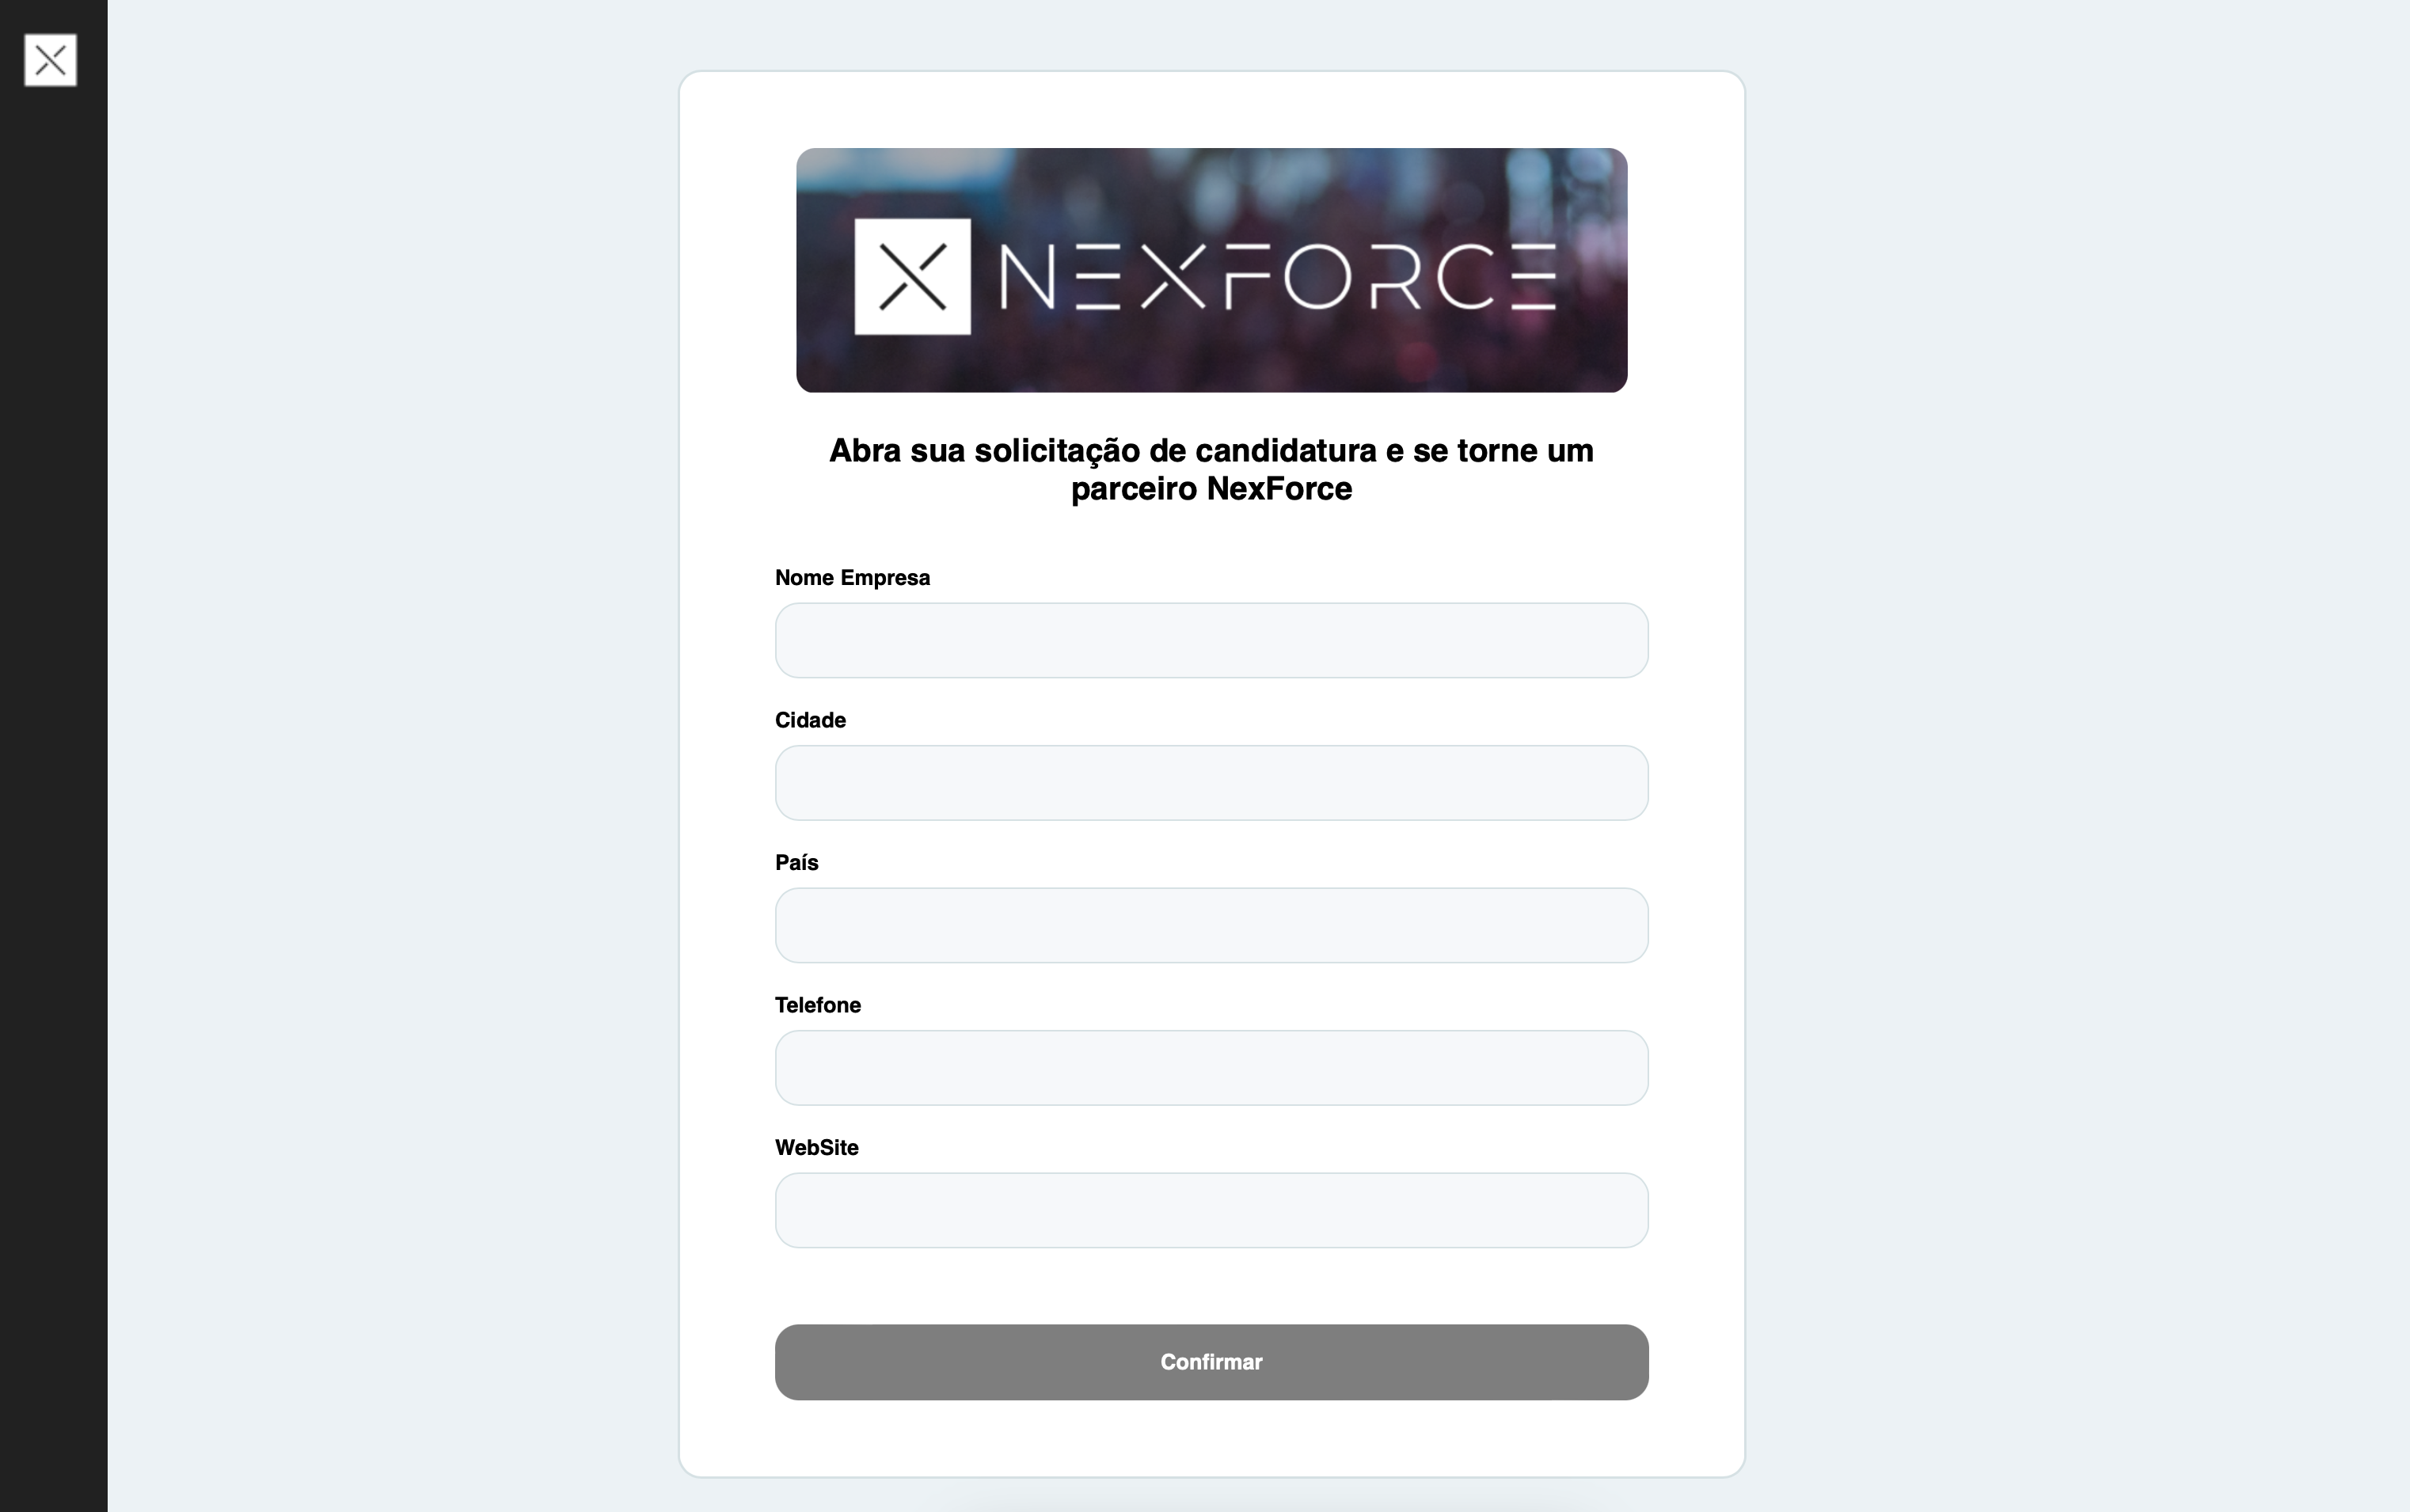 NEXFORCE
Abra sua solicitação de candidatura e se torne um
parceiro NexForce
Nome Empresa
Cidade
País
Telefone
WebSite
Confirmar